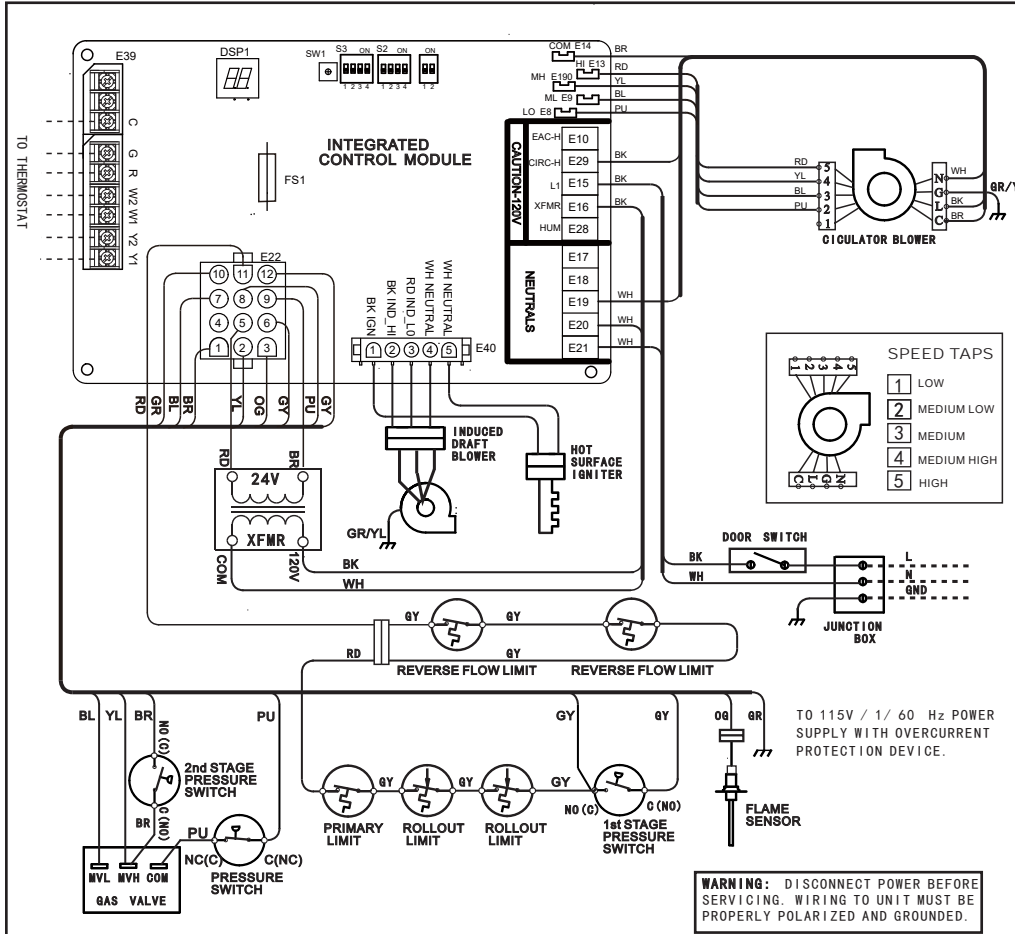 E39
DSP1
SW1
S3 ON
S2 ON
ON
1 2 3 4
1 2 3 4
1 2
COM E14
HI E13
MH E190
ML E9
LO E8
BR
RD
YL
BL
PU
TO THERMOSTAT
C
G
R
W2
W1
Y2
Y1
INTEGRATED
CONTROL MODULE
FS1
CAUTION-120V
EAC-H E10
CIRC-H E29
L1 E15
XFMR E16
HUM E28
BK
BK
BK
NEUTRALS
E17
E18
E19
E20
E21
WH
WH
WH
RD
YL
BL
PU
5
4
3
2
1
N
G
L
C
WH
GR/Y
BK
BR
CICULATOR BLOWER
E22
10 11 12
7 8 9
4 5 6
1 2 3
BK IGN
BK IND_HI
RD IND_LO
WH NEUTRAL
WH NEUTRAL
1 2 3 4 5
E40
SPEED TAPS
1 2 3 4 5
C L G N
1 LOW
2 MEDIUM LOW
3 MEDIUM
4 MEDIUM HIGH
5 HIGH
RD
GR
BL
BR
YL
OG
GY
PU
GY
RD
BR
24V
XFMR
COM
120V
INDUCED
DRAFT
BLOWER
GR/YL
HOT
SURFACE
IGNITER
BK
WH
DOOR SWITCH
BK
WH
L
N
GND
JUNCTION
BOX
GY
GY
RD
GY
REVERSE FLOW LIMIT
REVERSE FLOW LIMIT
BL
YL
BR
PU
GY
GY
OG
GR
TO 115V / 1/ 60 Hz POWER
SUPPLY WITH OVERCURRENT
PROTECTION DEVICE.
NO (C)
2nd STAGE
PRESSURE
SWITCH
C(NO)
BR
PU
NC(C)
C(NC)
PRESSURE
SWITCH
MVL MVH COM
GAS VALVE
GY
GY
GY
PRIMARY
LIMIT
ROLLOUT
LIMIT
ROLLOUT
LIMIT
NO (C)
C (NO)
1st STAGE
PRESSURE
SWITCH
FLAME
SENSOR
WARNING: DISCONNECT POWER BEFORE
SERVICING. WIRING TO UNIT MUST BE
PROPERLY POLARIZED AND GROUNDED.